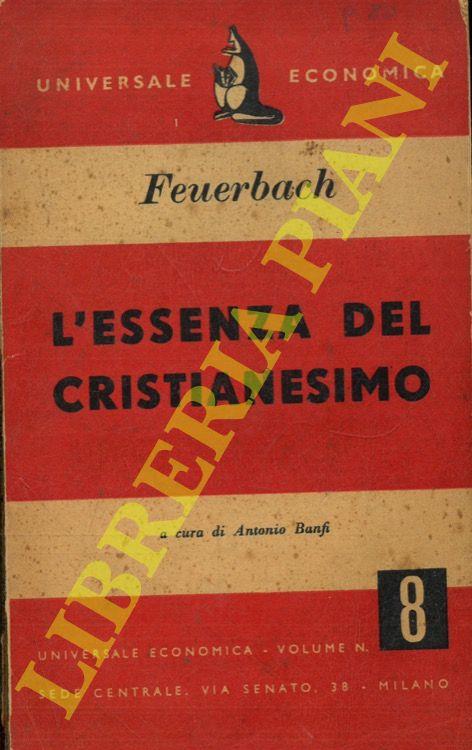 UNIVERSALE ECONOMICA
Feuerbach
L'ESSENZA DEL
CRISTIANESIMO
a cura di Antonio Banfi
8
UNIVERSALE ECONOMICA - VOLUME N.
SEDE CENTRALE, VIA SENATO, 38 - MILANO
LIBRERIA PIANI